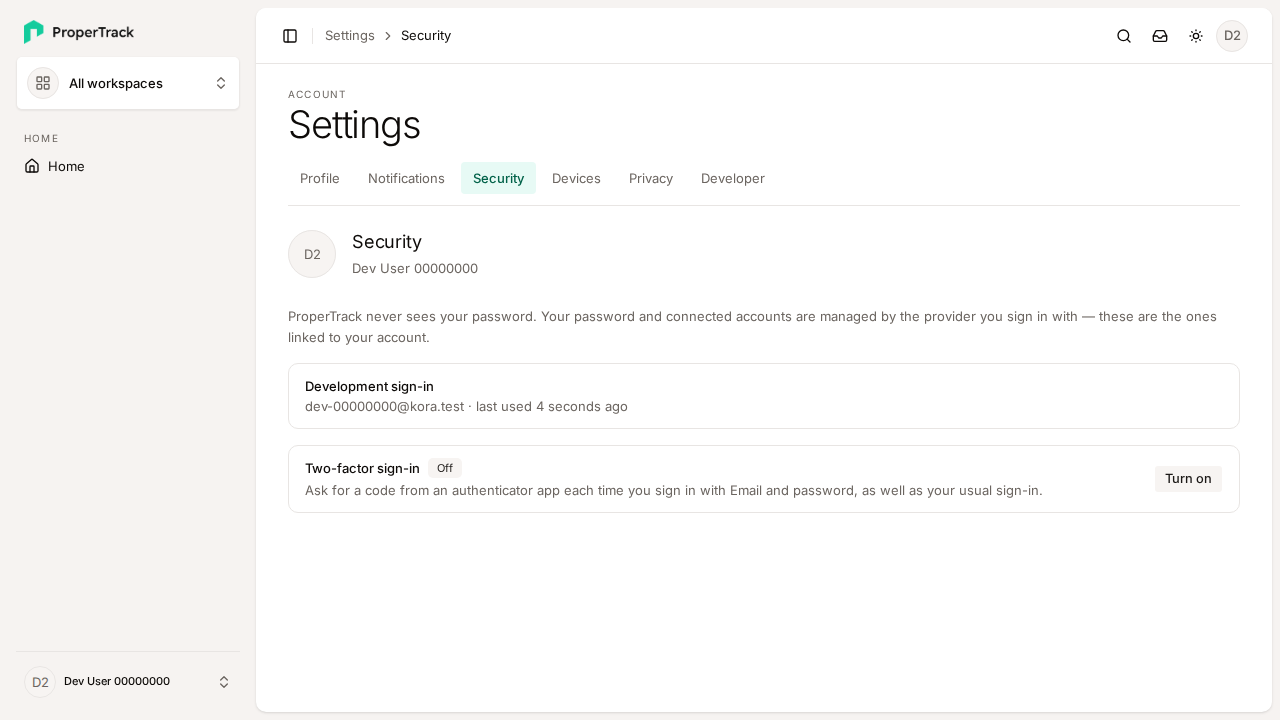 ProperTrack
All workspaces
HOME
Home
D2
Dev User 00000000
Settings
Security
D2
ACCOUNT
Settings
Profile
Notifications
Security
Devices
Privacy
Developer
D2
Security
Dev User 00000000
ProperTrack never sees your password. Your password and connected accounts are managed by the provider you sign in with — these are the ones
linked to your account.
Development sign-in
dev-00000000@kora.test · last used 4 seconds ago
Two-factor sign-in
Off
Ask for a code from an authenticator app each time you sign in with Email and password, as well as your usual sign-in.
Turn on